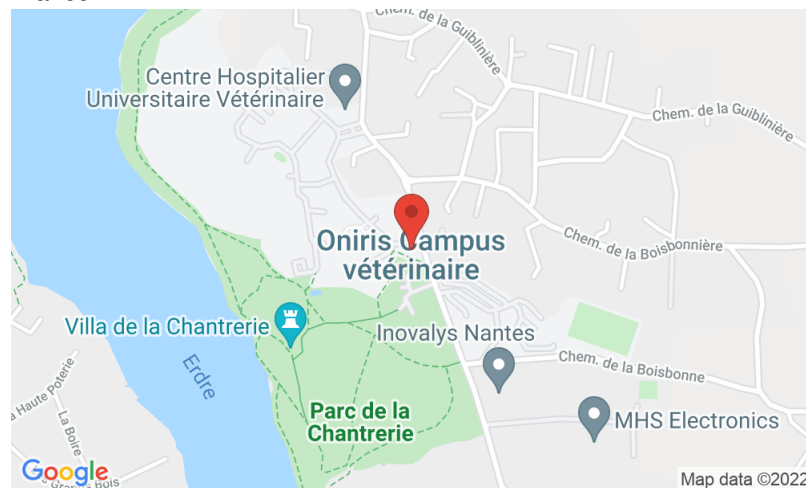 Chem. de la Guiblinière
Centre Hospitalier
Universitaire Vétérinaire
Chem. de la Guiblinière
Oniris Campus
vétérinaire
Chem. de la Boisbonnière
Villa de la Chantrerie
Inovalys Nantes
Chem. de la Boisbonne
Erdre
a Haute Poterie
La Boire
Parc de la
Chantrerie
MHS Electronics
Google
Bois
Map data ©2022